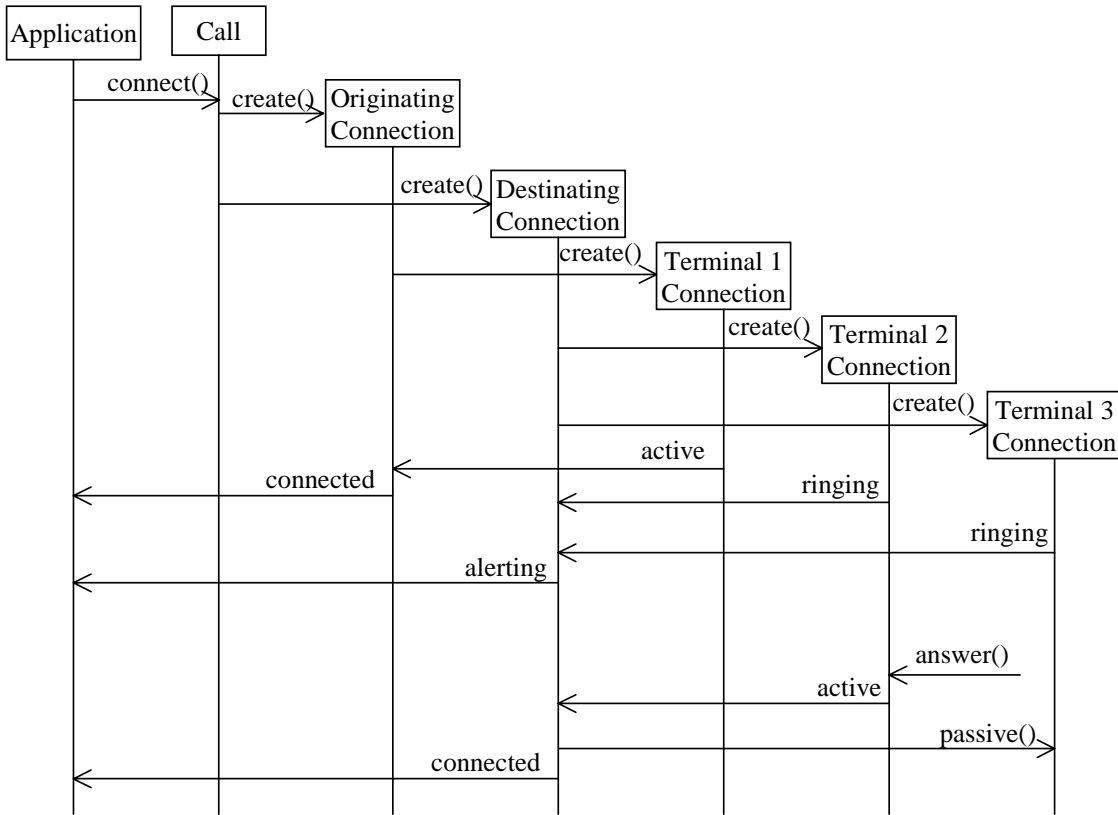 Application
Call
connect()
create()
Originating
Connection
create()
Destinating
Connection
create()
Terminal 1
Connection
create()
Terminal 2
Connection
create()
Terminal 3
Connection
active
connected
ringing
ringing
alerting
answer()
active
passive()
connected